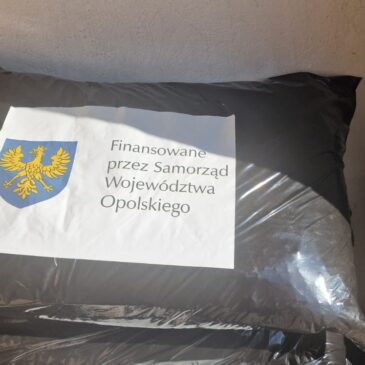 Finansowane
przez Samorząd
Województwa
Opolskiego